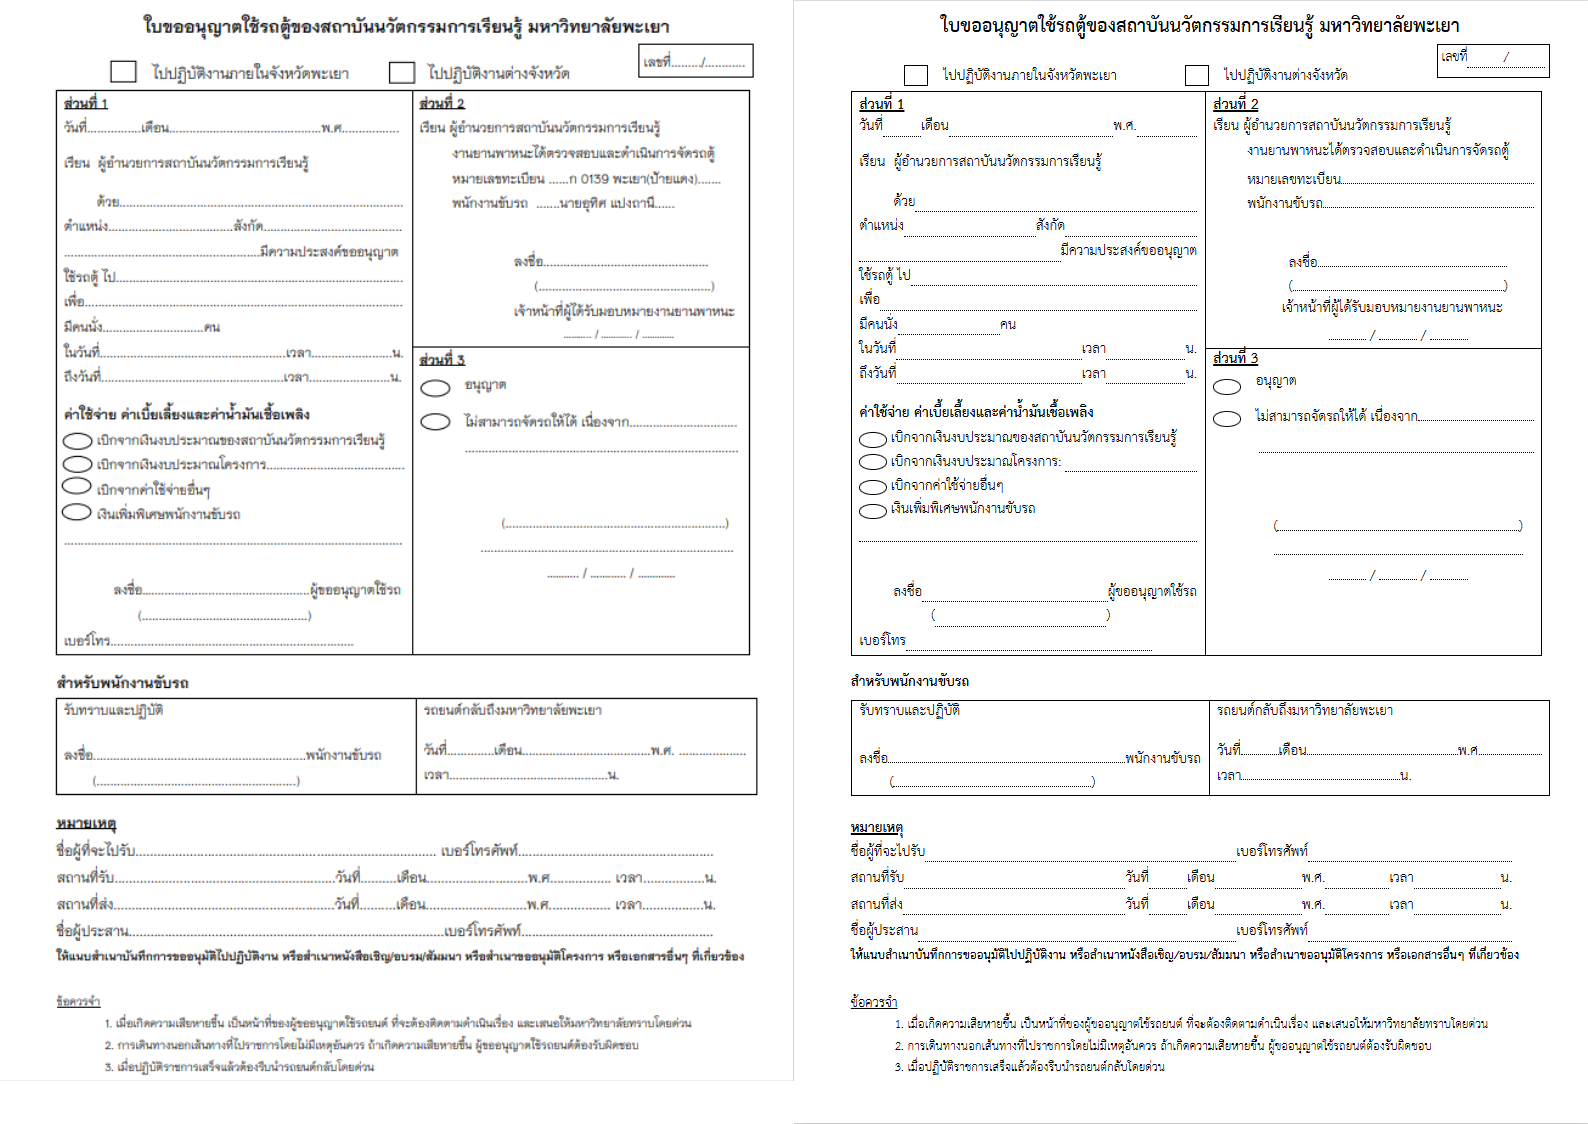 ใบขออนุญาตใช้รถตู้ของสถาบันนวัตกรรมการเรียนรู้ มหาวิทยาลัยพะเยา
เลขที่........./............
ไปปฏิบัติงานภายในจังหวัดพะเยา
ไปปฏิบัติงานต่างจังหวัด
ส่วนที่ 1
วันที่................เดือน.............................................พ.ศ.................
เรียน ผู้อำนวยการสถาบันนวัตกรรมการเรียนรู้
ด้วย....................................................................................
ตำแหน่ง.....................................สังกัด.........................................
..........................................................มีความประสงค์ขออนุญาต
ใช้รถตู้ ไป.....................................................................................
เพื่อ..............................................................................................
มีคนนั่ง..............................คน
ในวันที่.......................................................เวลา........................น.
ถึงวันที่......................................................เวลา........................น.
ค่าใช้จ่าย ค่าเบี้ยเลี้ยงและค่าน้ำมันเชื้อเพลิง
เบิกจากเงินงบประมาณของสถาบันนวัตกรรมการเรียนรู้
เบิกจากเงินงบประมาณโครงการ.........................................
เบิกจากค่าใช้จ่ายอื่นๆ
เงินเพิ่มพิเศษพนักงานขับรถ
....................................................................................................
ลงชื่อ..................................................ผู้ขออนุญาตใช้รถ
(..................................................)
เบอร์โทร........................................................................
ส่วนที่ 2
เรียน ผู้อำนวยการสถาบันนวัตกรรมการเรียนรู้
งานยานพาหนะได้ตรวจสอบและดำเนินการจัดรถตู้
หมายเลขทะเบียน ......ก 0139 พะเยา(ป้ายแดง).......
พนักงานขับรถ .......นายอุทิศ แปงถานี......
ลงชื่อ.................................................
(...................................................)
เจ้าหน้าที่ผู้ได้รับมอบหมายงานยานพาหนะ
.......... / ........... / ............
ส่วนที่ 3
อนุญาต
ไม่สามารถจัดรถให้ได้ เนื่องจาก................................
.................................................................................
(.................................................................)
...........................................................................
.......... / ........... / ............
สำหรับพนักงานขับรถ
รับทราบและปฏิบัติ
ลงชื่อ...............................................................พนักงานขับรถ
(............................................................)
รถยนต์กลับถึงมหาวิทยาลัยพะเยา
วันที่..............เดือน......................................พ.ศ. ....................
เวลา...............................................น.
หมายเหตุ
ชื่อผู้ที่จะไปรับ......................................................................................... เบอร์โทรศัพท์..........................................................
สถานที่รับ.................................................................วันที่..........เดือน..............................พ.ศ.................. เวลา..................น.
สถานที่ส่ง.................................................................วันที่..........เดือน..............................พ.ศ.................. เวลา..................น.
ชื่อผู้ประสาน.............................................................................................เบอร์โทรศัพท์.........................................................
ให้แนบสำเนาบันทึกการขออนุมัติไปปฏิบัติงาน หรือสำเนาหนังสือเชิญ/อบรม/สัมมนา หรือสำเนาขออนุมัติโครงการ หรือเอกสารอื่นๆ ที่เกี่ยวข้อง
ข้อควรจำ
1. เมื่อเกิดความเสียหายขึ้น เป็นหน้าที่ของผู้ขออนุญาตใช้รถยนต์ ที่จะต้องติดตามดำเนินเรื่อง และเสนอให้มหาวิทยาลัยทราบโดยด่วน
2. การเดินทางนอกเส้นทางที่ไปราชการโดยไม่มีเหตุอันควร ถ้าเกิดความเสียหายขึ้น ผู้ขออนุญาตใช้รถยนต์ต้องรับผิดชอบ
3. เมื่อปฏิบัติราชการเสร็จแล้วต้องรีบนำรถยนต์กลับโดยด่วน
ใบขออนุญาตใช้รถตู้ของสถาบันนวัตกรรมการเรียนรู้ มหาวิทยาลัยพะเยา
เลขที่ /
ไปปฏิบัติงานภายในจังหวัดพะเยา
ไปปฏิบัติงานต่างจังหวัด
ส่วนที่ 1
วันที่ เดือน พ.ศ.
เรียน ผู้อำนวยการสถาบันนวัตกรรมการเรียนรู้
ด้วย
ตำแหน่ง สังกัด
มีความประสงค์ขออนุญาต
ใช้รถตู้ ไป
เพื่อ
มีคนนั่ง คน
ในวันที่ เวลา น.
ถึงวันที่ เวลา น.
ค่าใช้จ่าย ค่าเบี้ยเลี้ยงและค่าน้ำมันเชื้อเพลิง
เบิกจากเงินงบประมาณของสถาบันนวัตกรรมการเรียนรู้
เบิกจากเงินงบประมาณโครงการ:
เบิกจากค่าใช้จ่ายอื่นๆ
เงินเพิ่มพิเศษพนักงานขับรถ
ลงชื่อ ผู้ขออนุญาตใช้รถ
( )
เบอร์โทร
ส่วนที่ 2
เรียน ผู้อำนวยการสถาบันนวัตกรรมการเรียนรู้
งานยานพาหนะได้ตรวจสอบและดำเนินการจัดรถตู้
หมายเลขทะเบียน
พนักงานขับรถ
ลงชื่อ
( )
เจ้าหน้าที่ผู้ได้รับมอบหมายงานยานพาหนะ
/ /
ส่วนที่ 3
อนุญาต
ไม่สามารถจัดรถให้ได้ เนื่องจาก
( )
/ /
สำหรับพนักงานขับรถ
รับทราบและปฏิบัติ
ลงชื่อ พนักงานขับรถ
( )
รถยนต์กลับถึงมหาวิทยาลัยพะเยา
วันที่ เดือน พ.ศ
เวลา น.
หมายเหตุ
ชื่อผู้ที่จะไปรับ เบอร์โทรศัพท์
สถานที่รับ วันที่ เดือน พ.ศ. เวลา น.
สถานที่ส่ง วันที่ เดือน พ.ศ. เวลา น.
ชื่อผู้ประสาน เบอร์โทรศัพท์
ให้แนบสำเนาบันทึกการขออนุมัติไปปฏิบัติงาน หรือสำเนาหนังสือเชิญ/อบรม/สัมมนา หรือสำเนาขออนุมัติโครงการ หรือเอกสารอื่นๆ ที่เกี่ยวข้อง
ข้อควรจำ
1. เมื่อเกิดความเสียหายขึ้น เป็นหน้าที่ของผู้ขออนุญาตใช้รถยนต์ ที่จะต้องติดตามดำเนินเรื่อง และเสนอให้มหาวิทยาลัยทราบโดยด่วน
2. การเดินทางนอกเส้นทางที่ไปราชการโดยไม่มีเหตุอันควร ถ้าเกิดความเสียหายขึ้น ผู้ขออนุญาตใช้รถยนต์ต้องรับผิดชอบ
3. เมื่อปฏิบัติราชการเสร็จแล้วต้องรีบนำรถยนต์กลับโดยด่วน